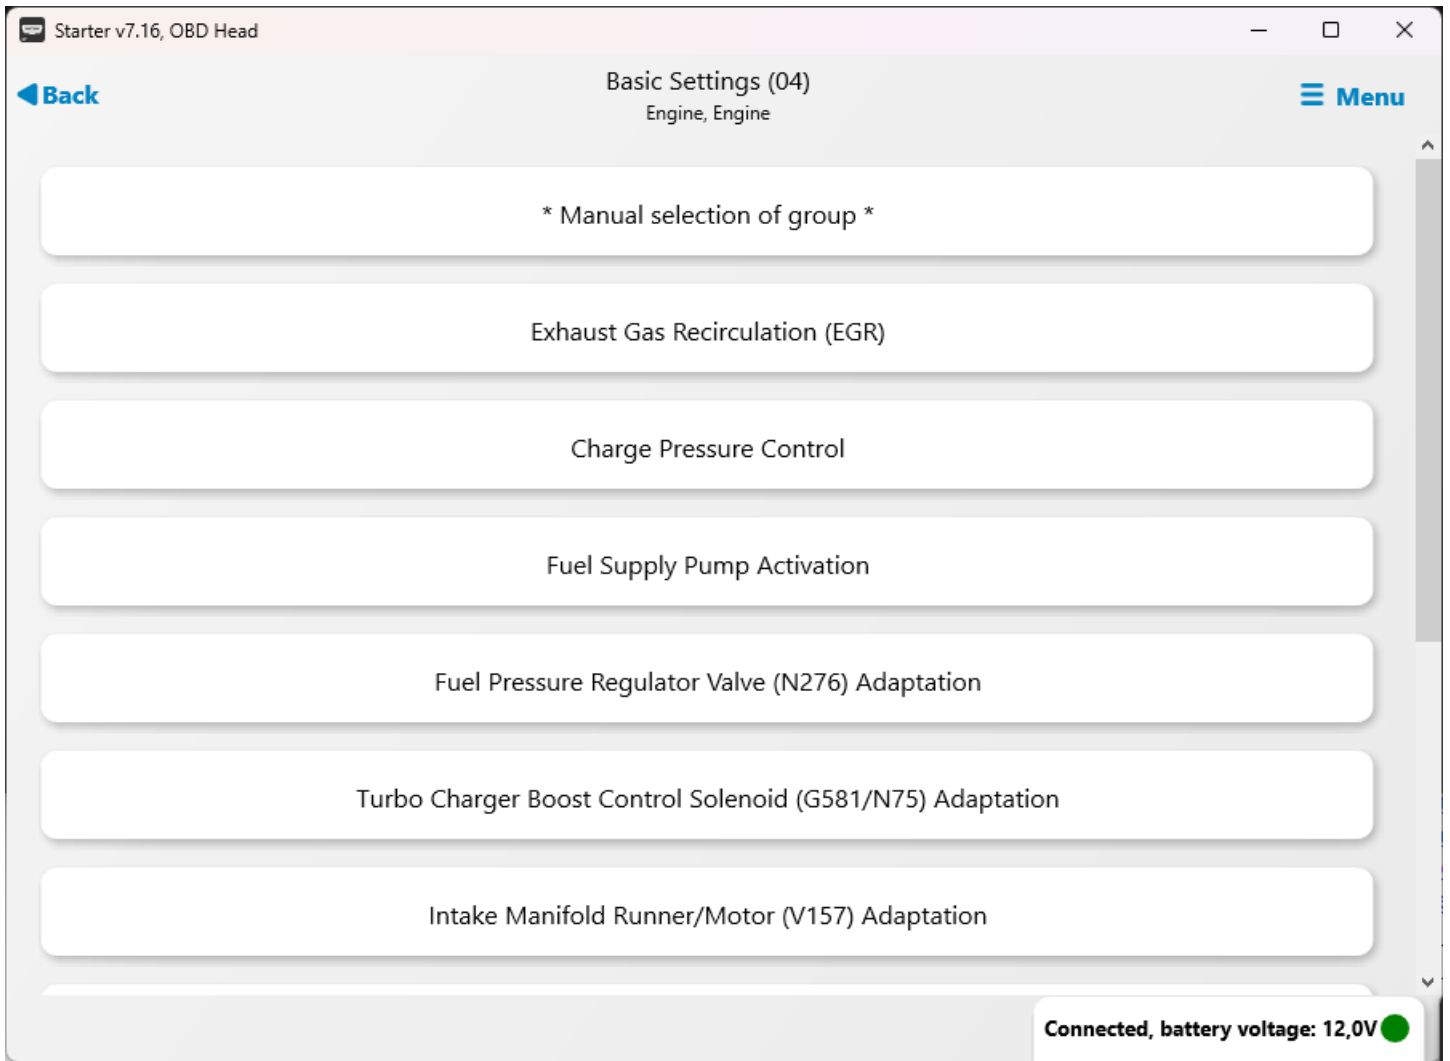 Starter v7.16, OBD Head
Back
Basic Settings (04)
Engine, Engine
Menu
* Manual selection of group *
Exhaust Gas Recirculation (EGR)
Charge Pressure Control
Fuel Supply Pump Activation
Fuel Pressure Regulator Valve (N276) Adaptation
Turbo Charger Boost Control Solenoid (G581/N75) Adaptation
Intake Manifold Runner/Motor (V157) Adaptation
Connected, battery voltage: 12,0V